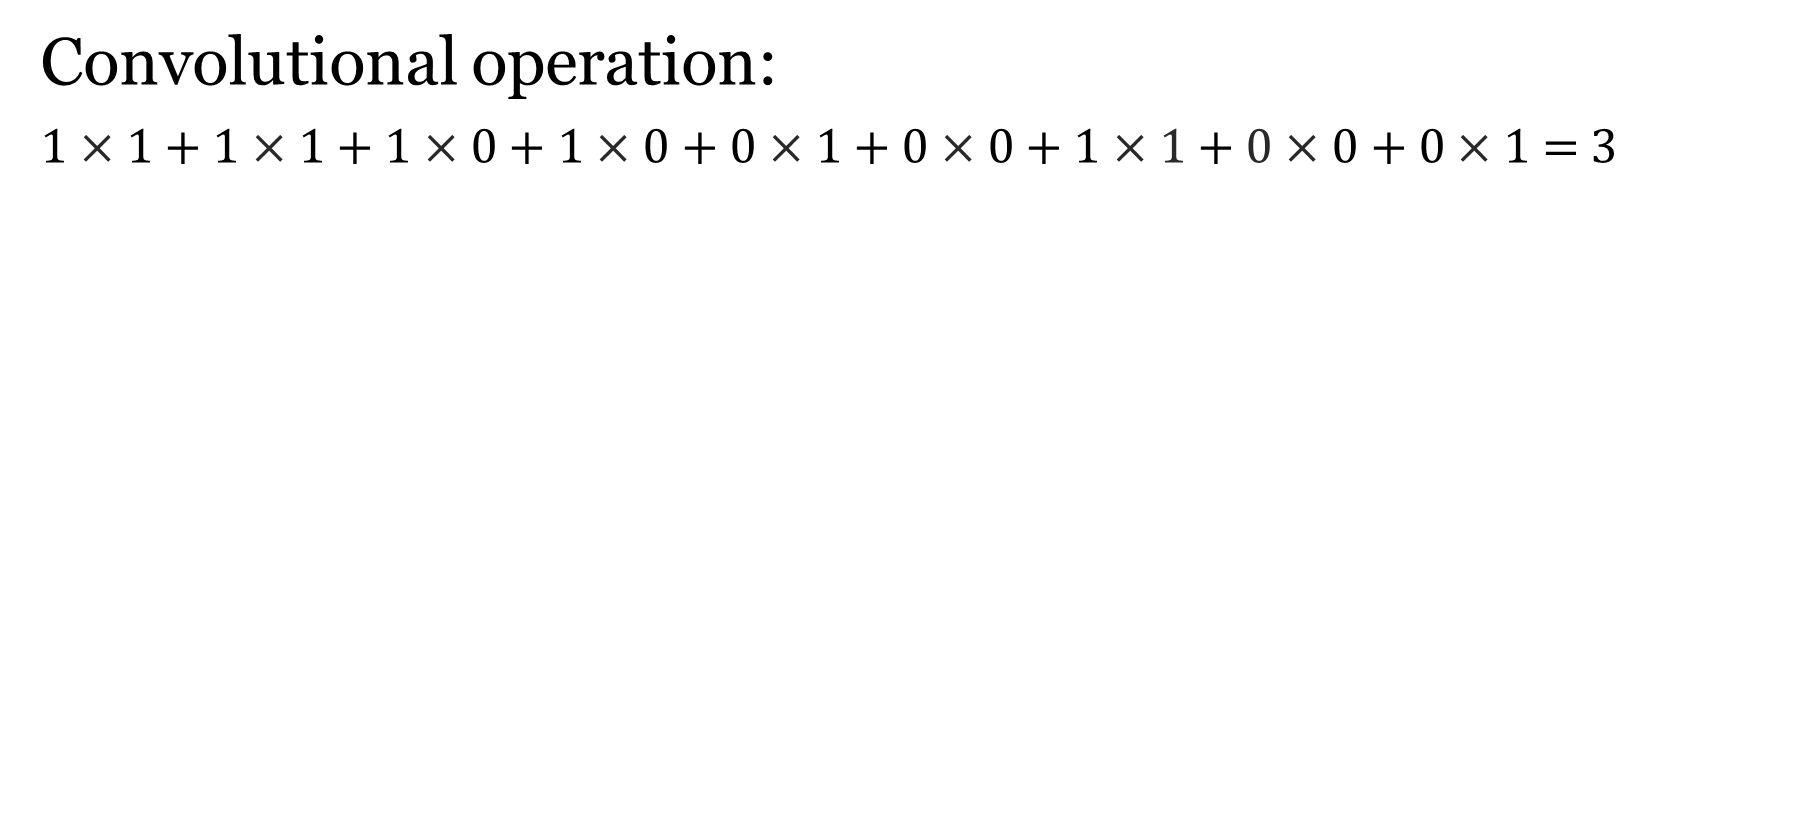 Convolutional operation:
1 × 1 + 1 × 1 + 1 × 0 + 1 × 0 + 0 × 1 + 0 × 0 + 1 × 1 + 0 × 0 + 0 × 1 = 3